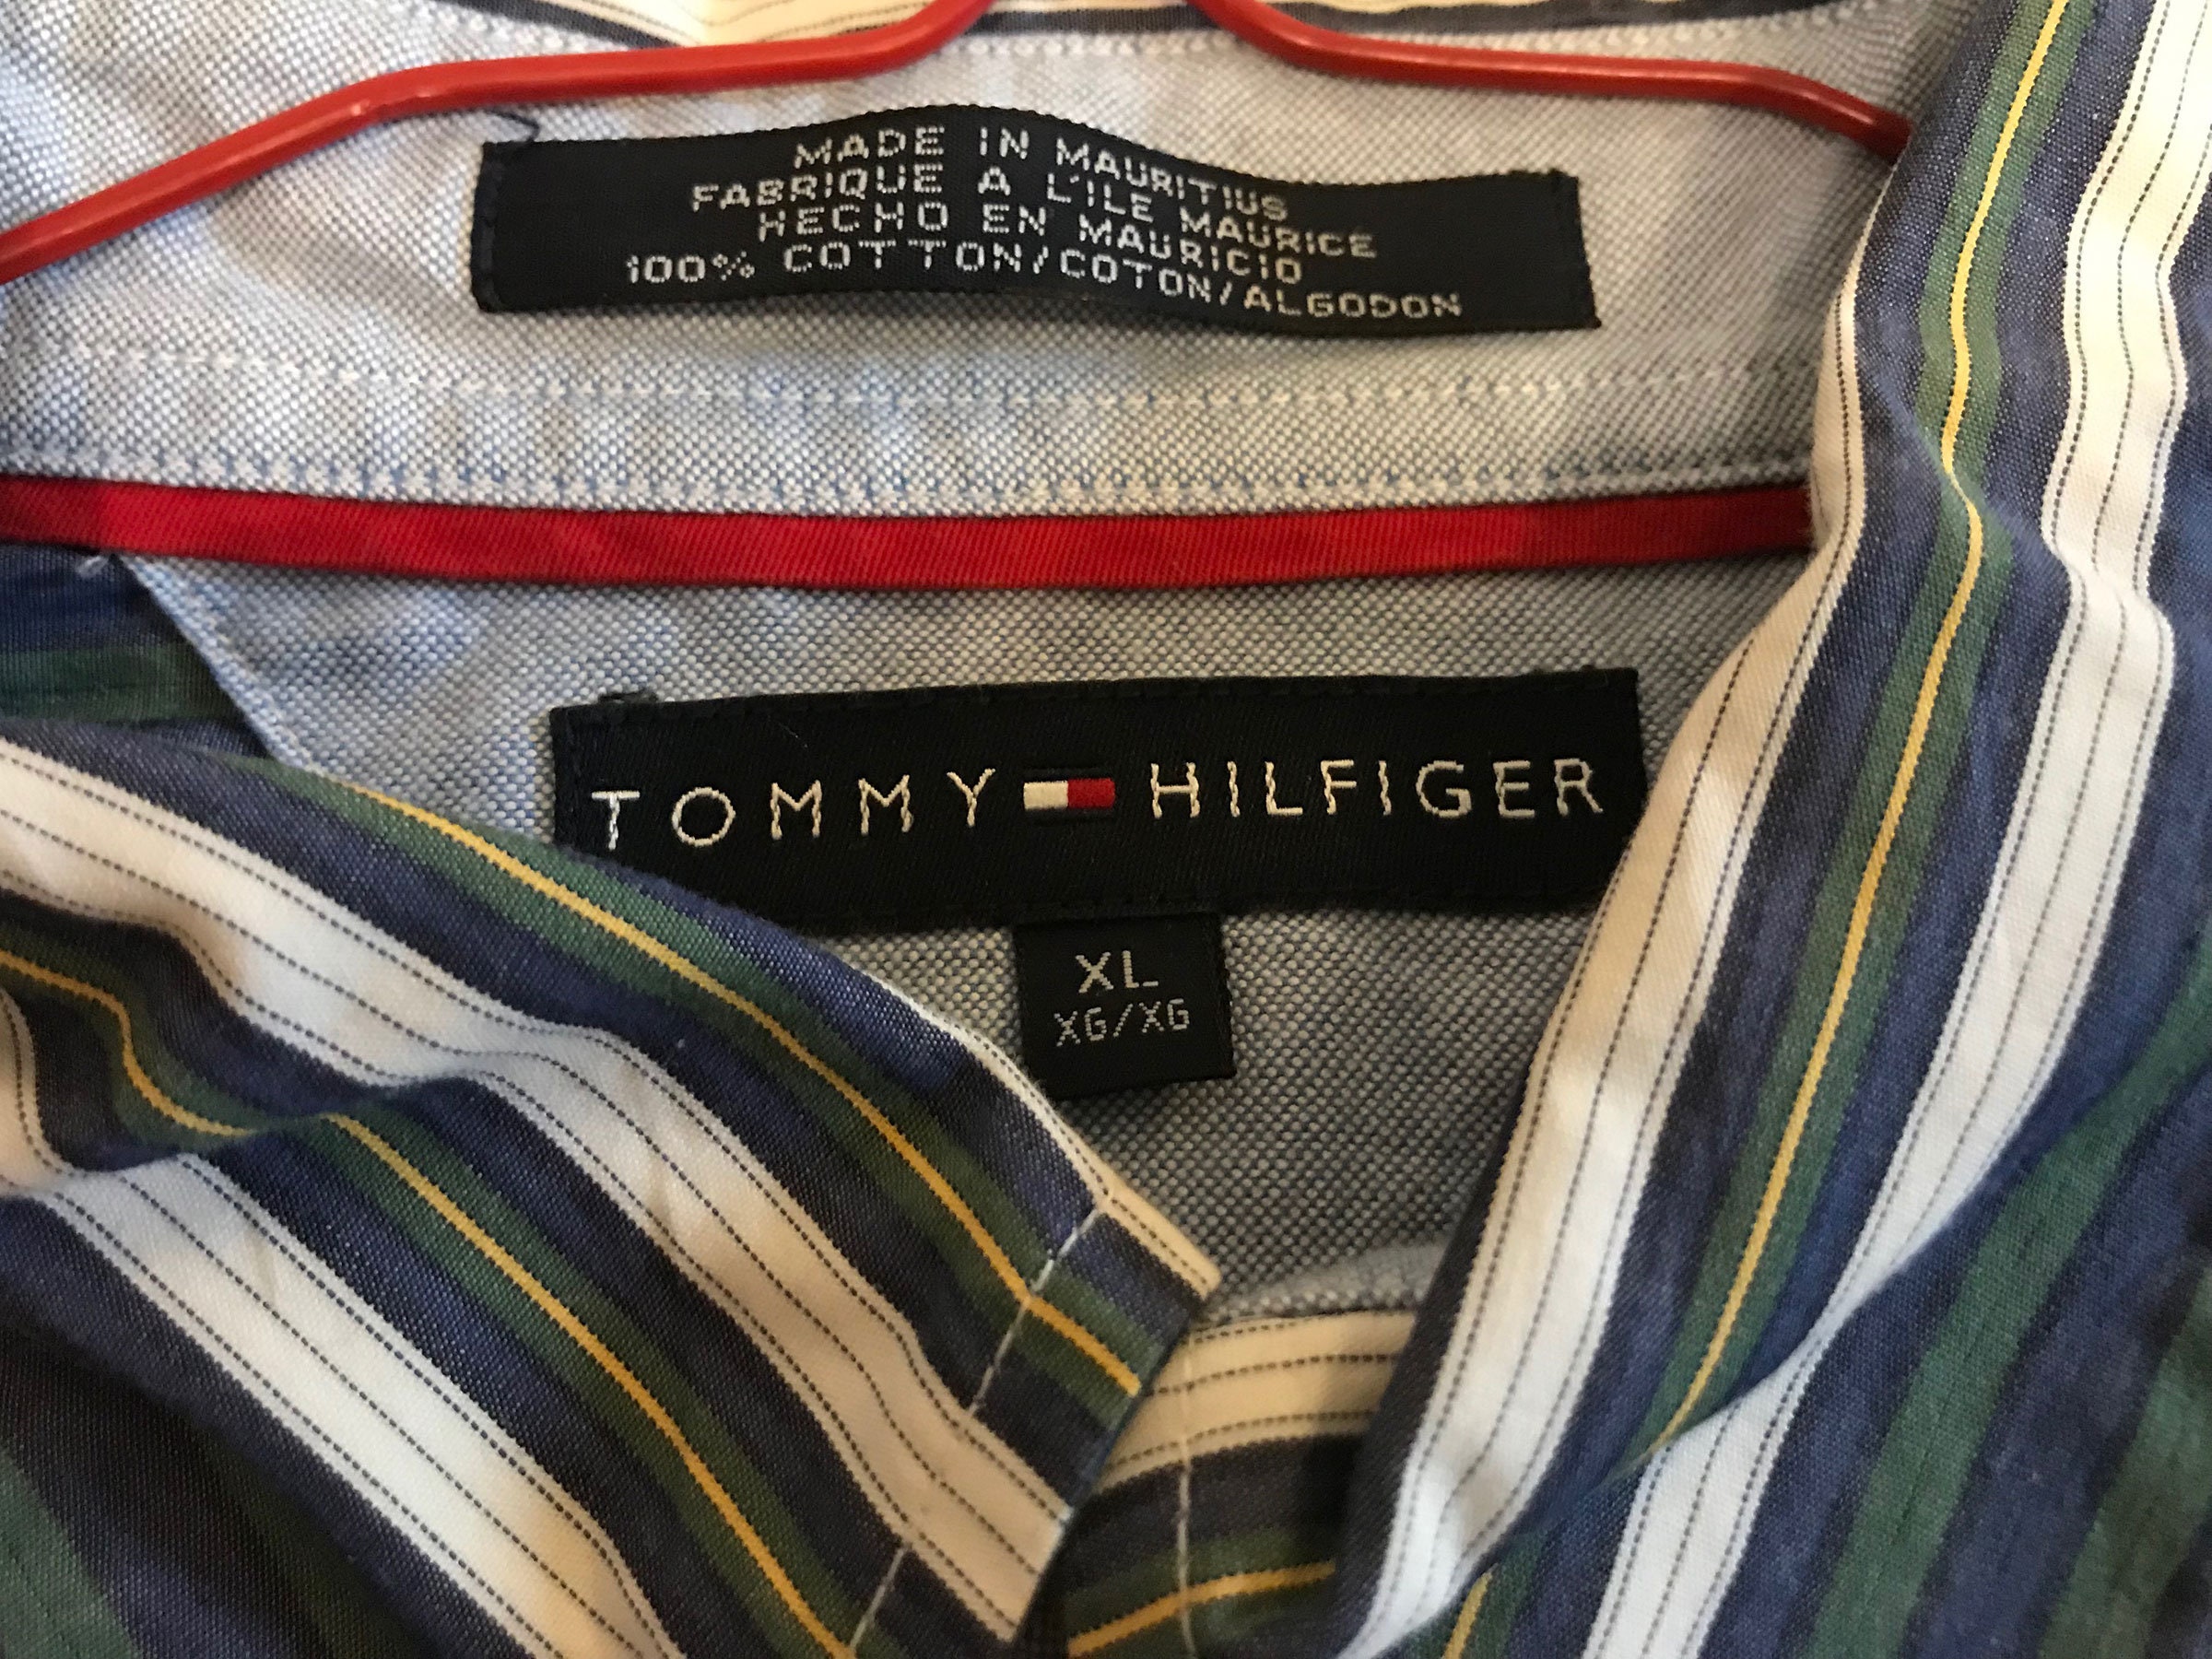 MADE IN MAURITIUS
FABRIQUE A L'ILE MAURICE
HECHO EN MAURICIO
100% COTTON/COTON/ALGODON
TOMMY HILFIGER
XL
XG/XG